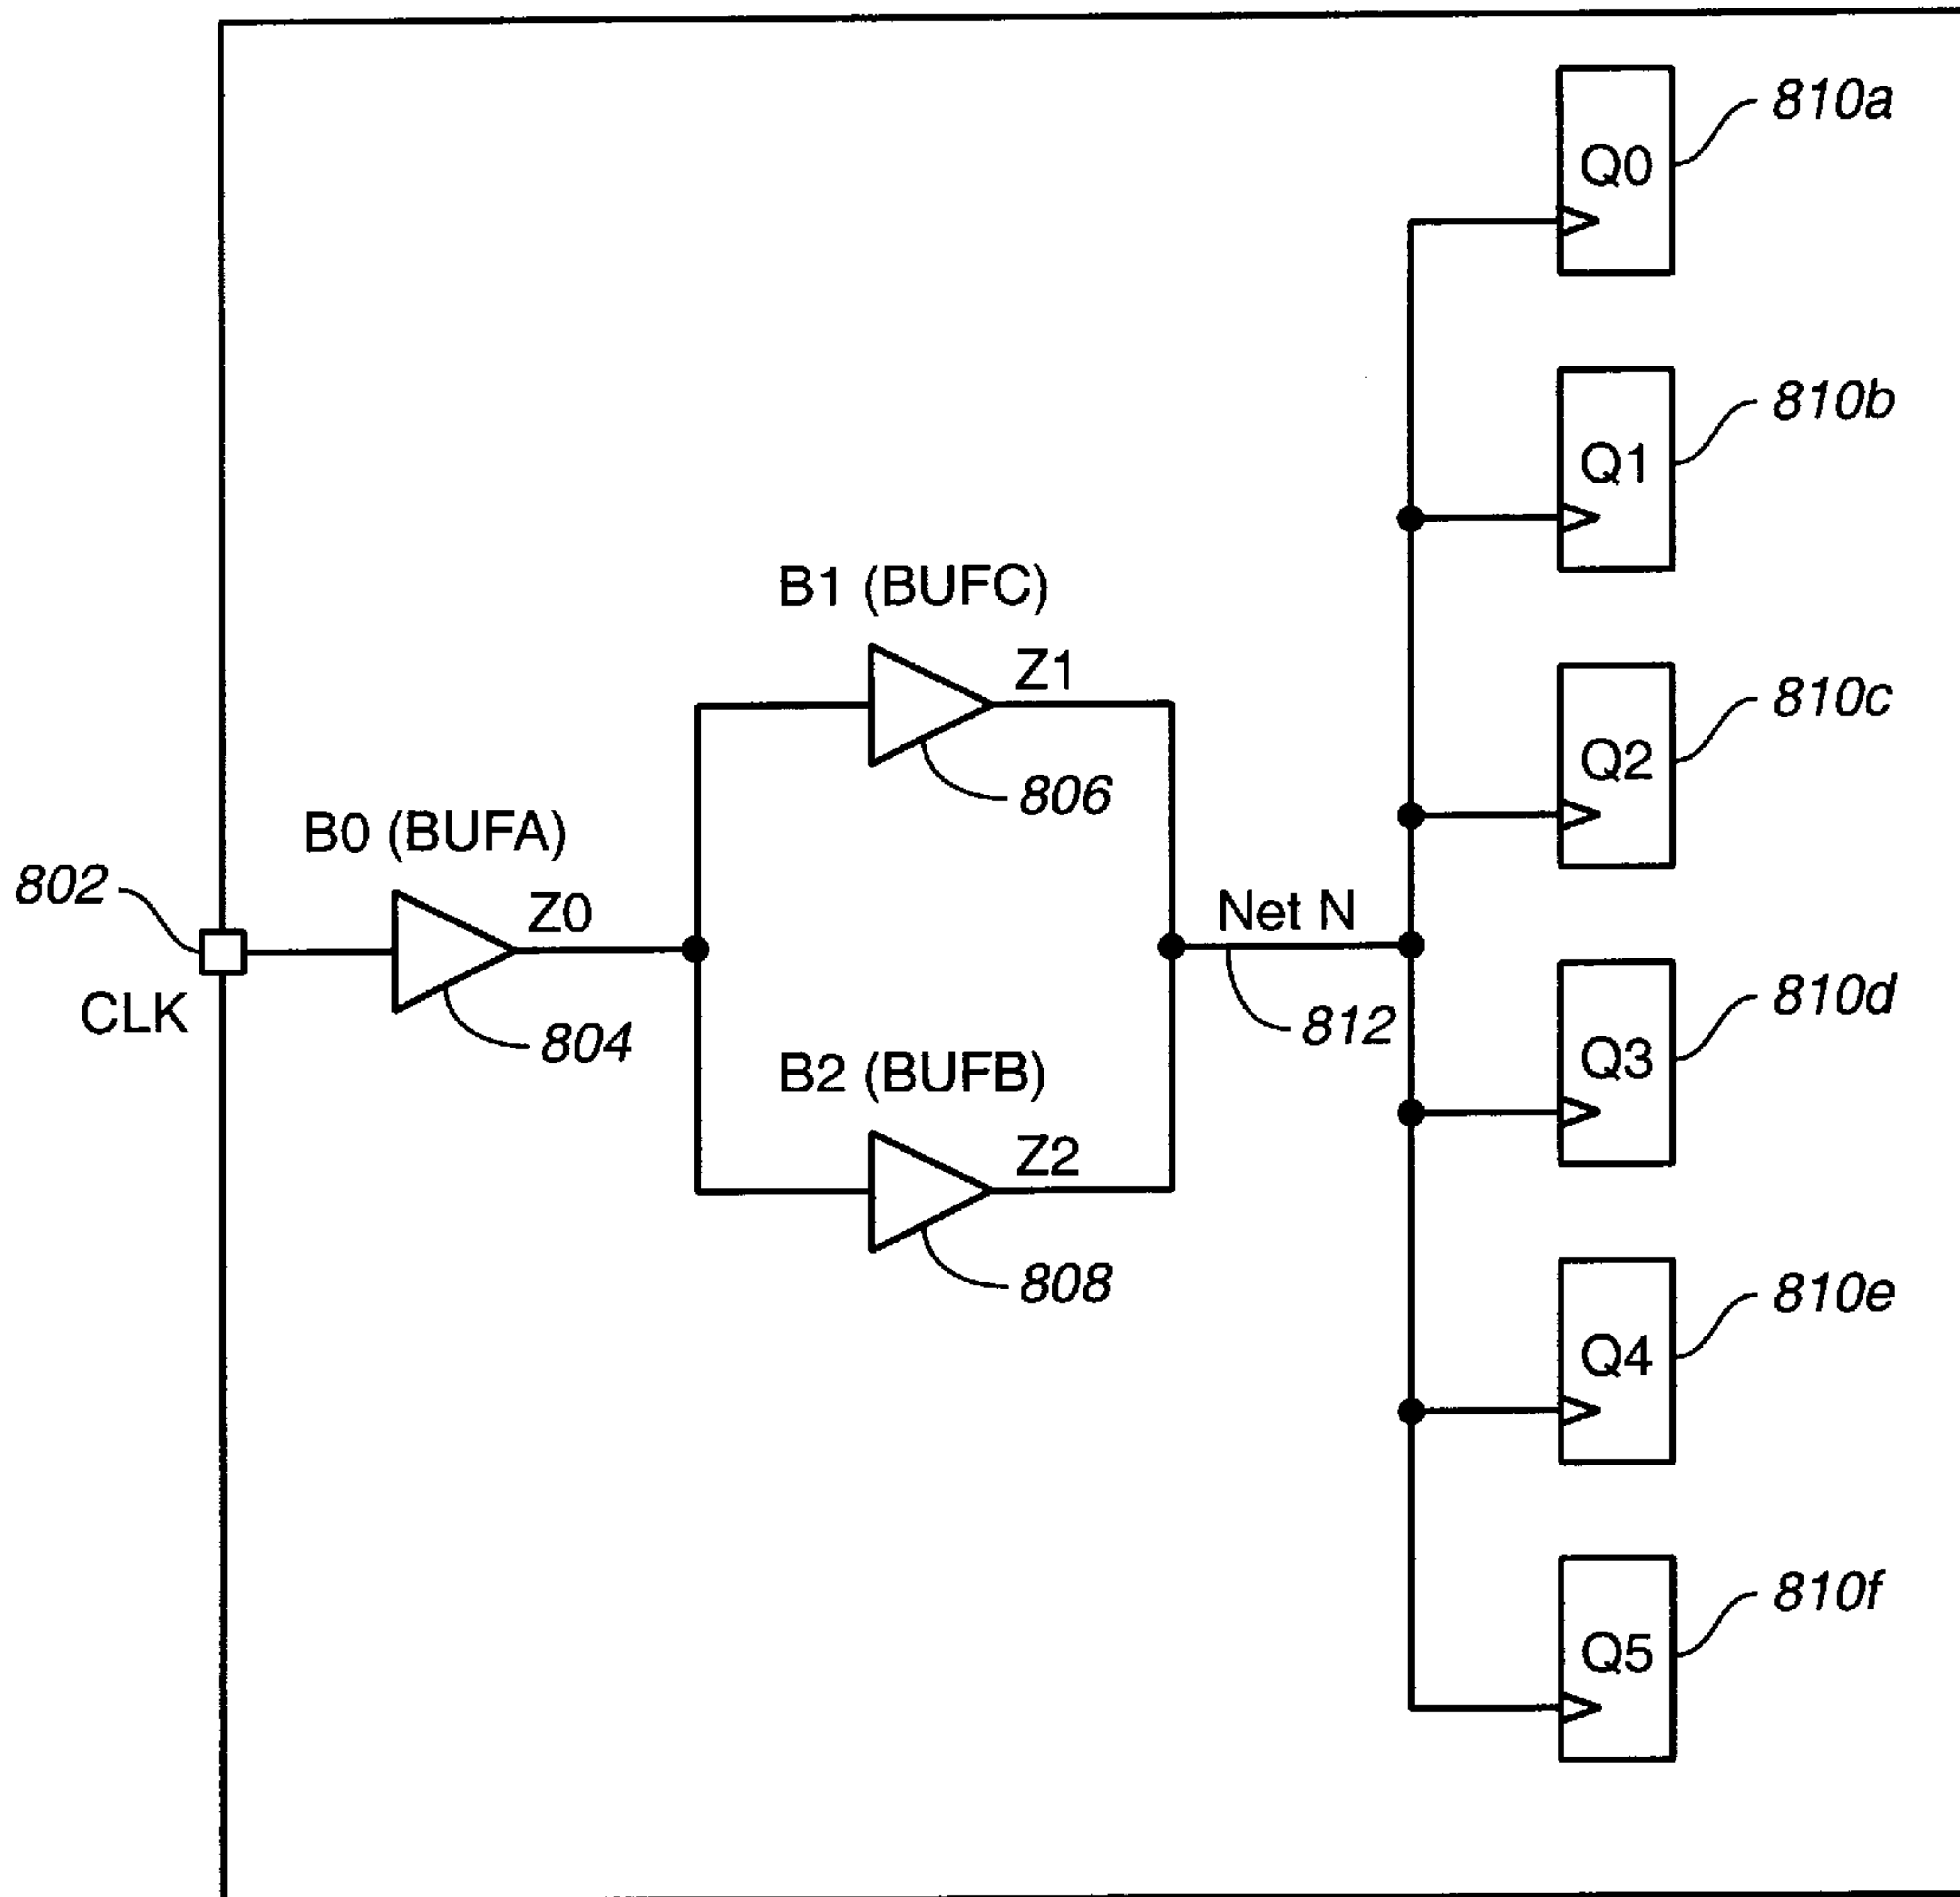 810a
Q0
810b
Q1
B1 (BUFC)
Z1
810c
Q2
806
B0 (BUFA)
802
Z0
Net N
CLK
804
812
810d
Q3
B2 (BUFB)
Z2
808
810e
Q4
810f
Q5